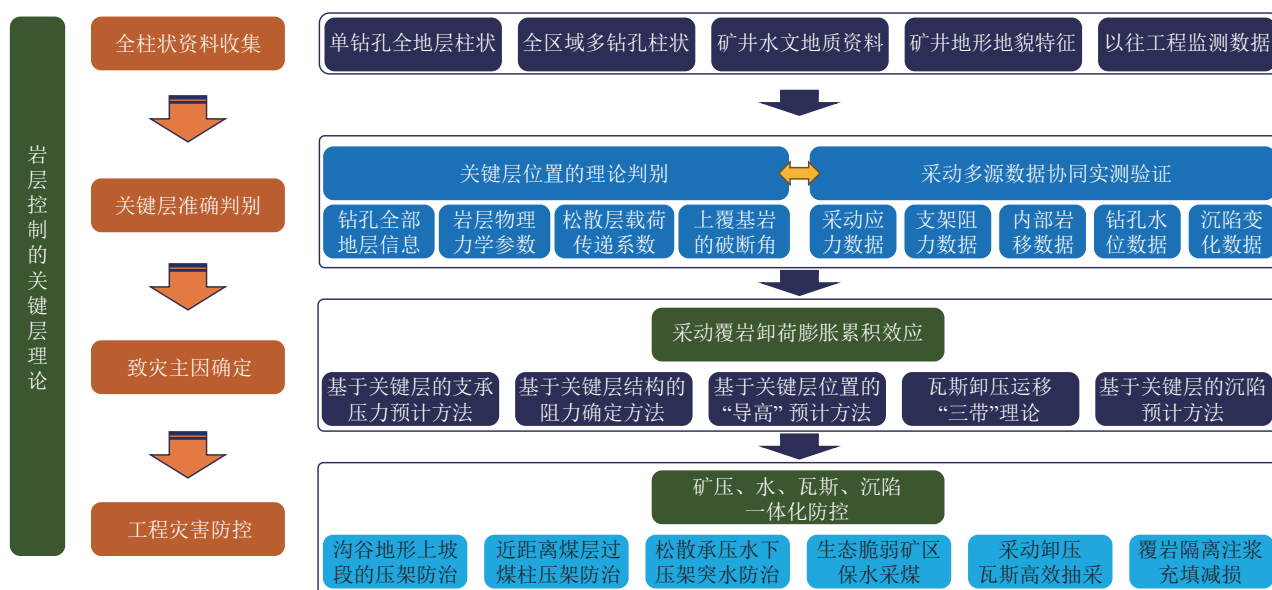 岩层控制的关键层理论
全柱状资料收集
单钻孔全地层柱状
全区域多钻孔柱状
矿井水文地质资料
矿井地形地貌特征
以往工程监测数据
关键层准确判别
关键层位置的理论判别
采动多源数据协同实测验证
钻孔全部
地层信息
岩层物理
力学参数
松散层载荷
传递系数
上覆基岩
的破断角
采动应
力数据
支架阻
力数据
内部岩
移数据
钻孔水
位数据
沉陷变
化数据
致灾主因确定
采动覆岩卸荷膨胀累积效应
基于关键层的支承
压力预计方法
基于关键层结构的
阻力确定方法
基于关键层位置的
“导高” 预计方法
瓦斯卸压运移
“三带”理论
基于关键层的沉陷
预计方法
工程灾害防控
矿压、水、瓦斯、沉陷
一体化防控
沟谷地形上坡
段的压架防治
近距离煤层过
煤柱压架防治
松散承压水下
压架突水防治
生态脆弱矿区
保水采煤
采动卸压
瓦斯高效抽采
覆岩隔离注浆
充填减损